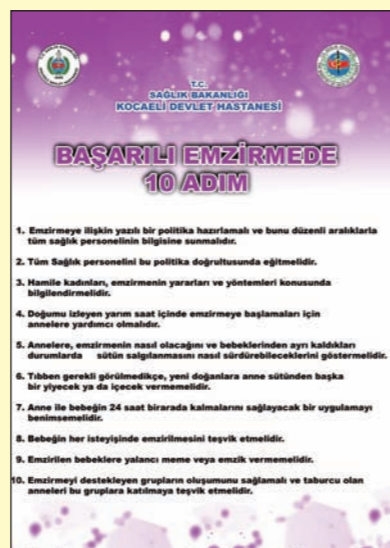 T.C.
SAĞLIK BAKANLIĞI
KOCAELİ DEVLET HASTANESİ
BAŞARILI EMZİRMEDE
10 ADIM
1. Emzirmeye ilişkin yazılı bir politika hazırlamalı ve bunu düzenli aralıklarla
tüm sağlık personelinin bilgisine sunmalıdır.
2. Tüm Sağlık personelini bu politika doğrultusunda eğitmelidir.
3. Hamile kadınları, emzirmenin yararları ve yöntemleri konusunda
bilgilendirmelidir.
4. Doğumu izleyen yarım saat içinde emzirmeye başlamaları için
annelere yardımcı olmalıdır.
5. Annelere, emzirmenin nasıl olacağını ve bebeklerinden ayrı kaldıkları
durumlarda sütün salgılanmasını nasıl sürdürebileceklerini göstermelidir.
6. Tıbben gerekli görülmedikçe, yeni doğanlara anne sütünden başka
bir yiyecek ya da içecek vermemelidir.
7. Anne ile bebeğin 24 saat birarada kalmalarını sağlayacak bir uygulamayı
benimsemelidir.
8. Bebeğin her isteyişinde emzirilmesini teşvik etmelidir.
9. Emzirilen bebeklere yalancı meme veya emzik vermemelidir.
10. Emzirmeyi destekleyen grupların oluşumunu sağlamalı ve taburcu olan
anneleri bu gruplara katılmaya teşvik etmelidir.